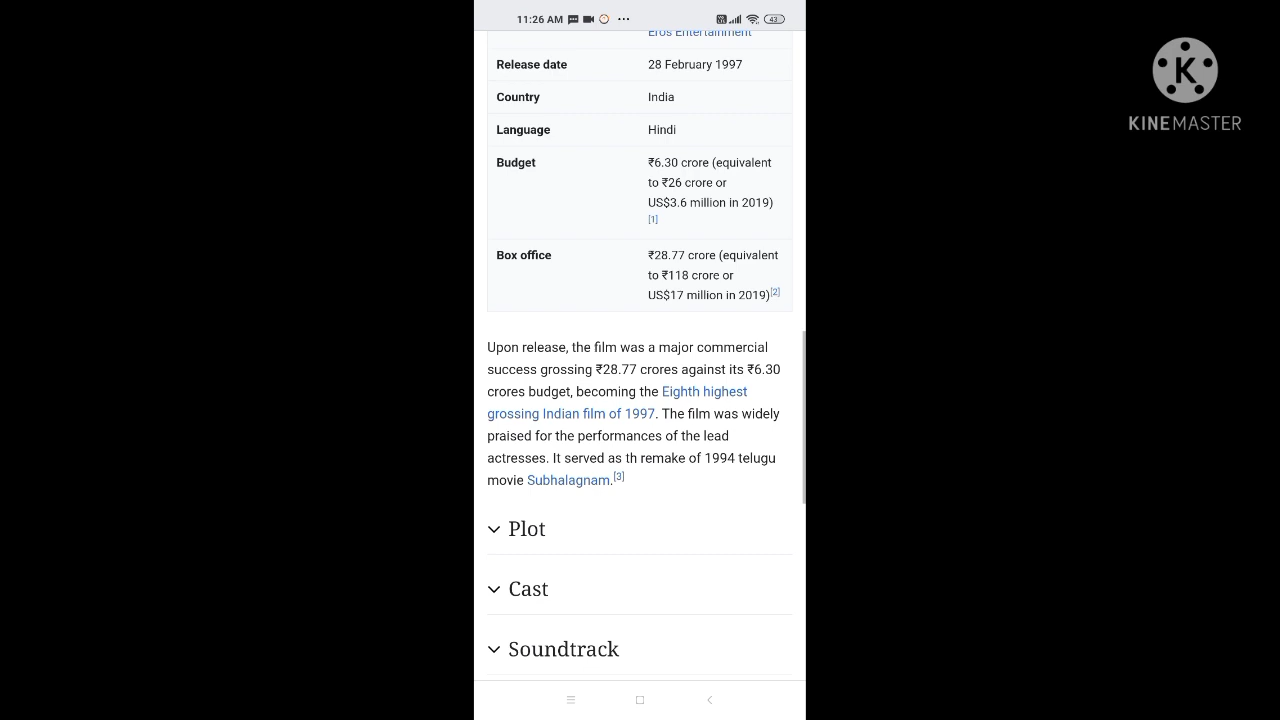 11:26 AM
43
K
KINEMASTER
Eros Entertainment
Release date 28 February 1997
Country India
Language Hindi
Budget ₹6.30 crore (equivalent
to ₹26 crore or
US$3.6 million in 2019)
[1]
Box office ₹28.77 crore (equivalent
to ₹118 crore or
US$17 million in 2019)[2]
Upon release, the film was a major commercial
success grossing ₹28.77 crores against its ₹6.30
crores budget, becoming the Eighth highest
grossing Indian film of 1997. The film was widely
praised for the performances of the lead
actresses. It served as th remake of 1994 telugu
movie Subhalagnam.[3]
Plot
Cast
Soundtrack